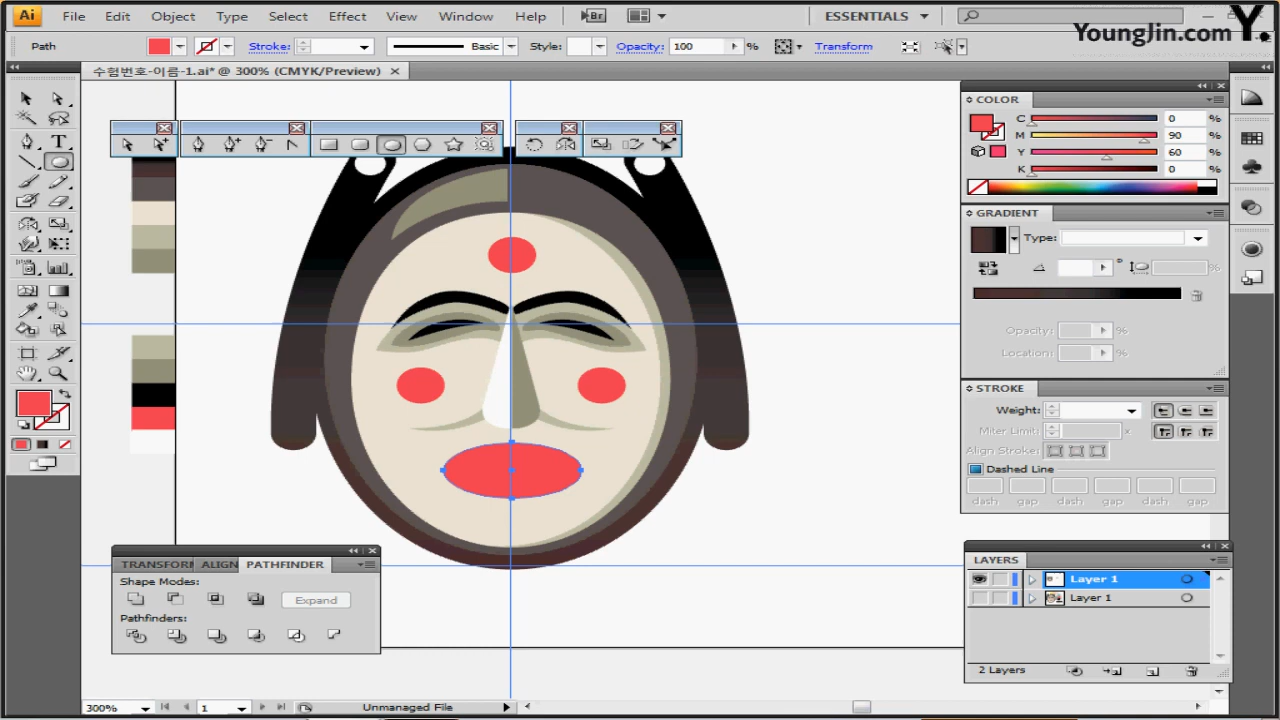 Ai File Edit Object Type Select Effect View Window Help Br ESSENTIALS
YoungJin.com Y.
Path Stroke: Basic Style: Opacity: 100 % Transform
수험번호-이름-1.ai* @ 300% (CMYK/Preview)
COLOR
C 0 %
M 90 %
Y 60 %
K 0 %
GRADIENT
Type:
°
%
Opacity: %
Location: %
STROKE
Weight:
Miter Limit: x
Align Stroke:
Dashed Line
dash gap dash gap dash gap
TRANSFORM ALIGN PATHFINDER
Shape Modes:
Expand
Pathfinders:
LAYERS
Layer 1
Layer 1
2 Layers
300% 1 Unmanaged File